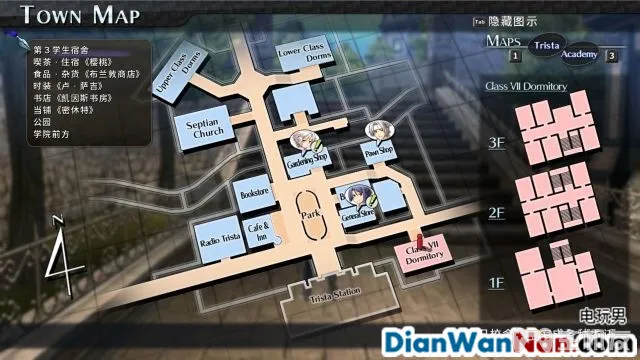 TOWN MAP
第3学生宿舍
喫茶·住宿《樱桃》
食品·杂货《布兰敦商店》
时装《卢·萨吉》
书店《凯因斯书房》
当铺《密休特》
公园
学院前方
Tab 隐藏图示
MAPS
Trista
Academy
1
3
Class VII Dormitory
3F
2F
1F
Upper Class
Dorms
Lower Class
Dorms
Septian
Church
Gardening Shop
Pawn Shop
Bookstore
Park
General Store
Radio Trista
Cafe &
Inn
Class VII
Dormitory
Trista Station
N
电玩男
DianWanNan.com